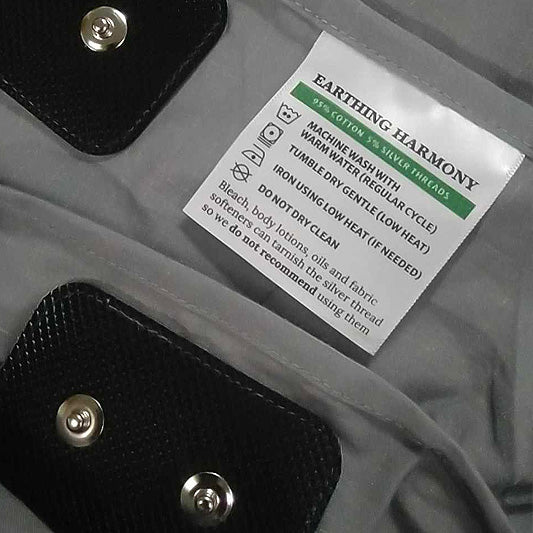 EARTHING HARMONY
95% COTTON 5% SILVER THREADS
MACHINE WASH WITH
WARM WATER (REGULAR CYCLE)
TUMBLE DRY GENTLE (LOW HEAT)
IRON USING LOW HEAT (IF NEEDED)
DO NOT DRY CLEAN
Bleach, body lotions, oils and fabric
softeners can tarnish the silver thread
so we do not recommend using them